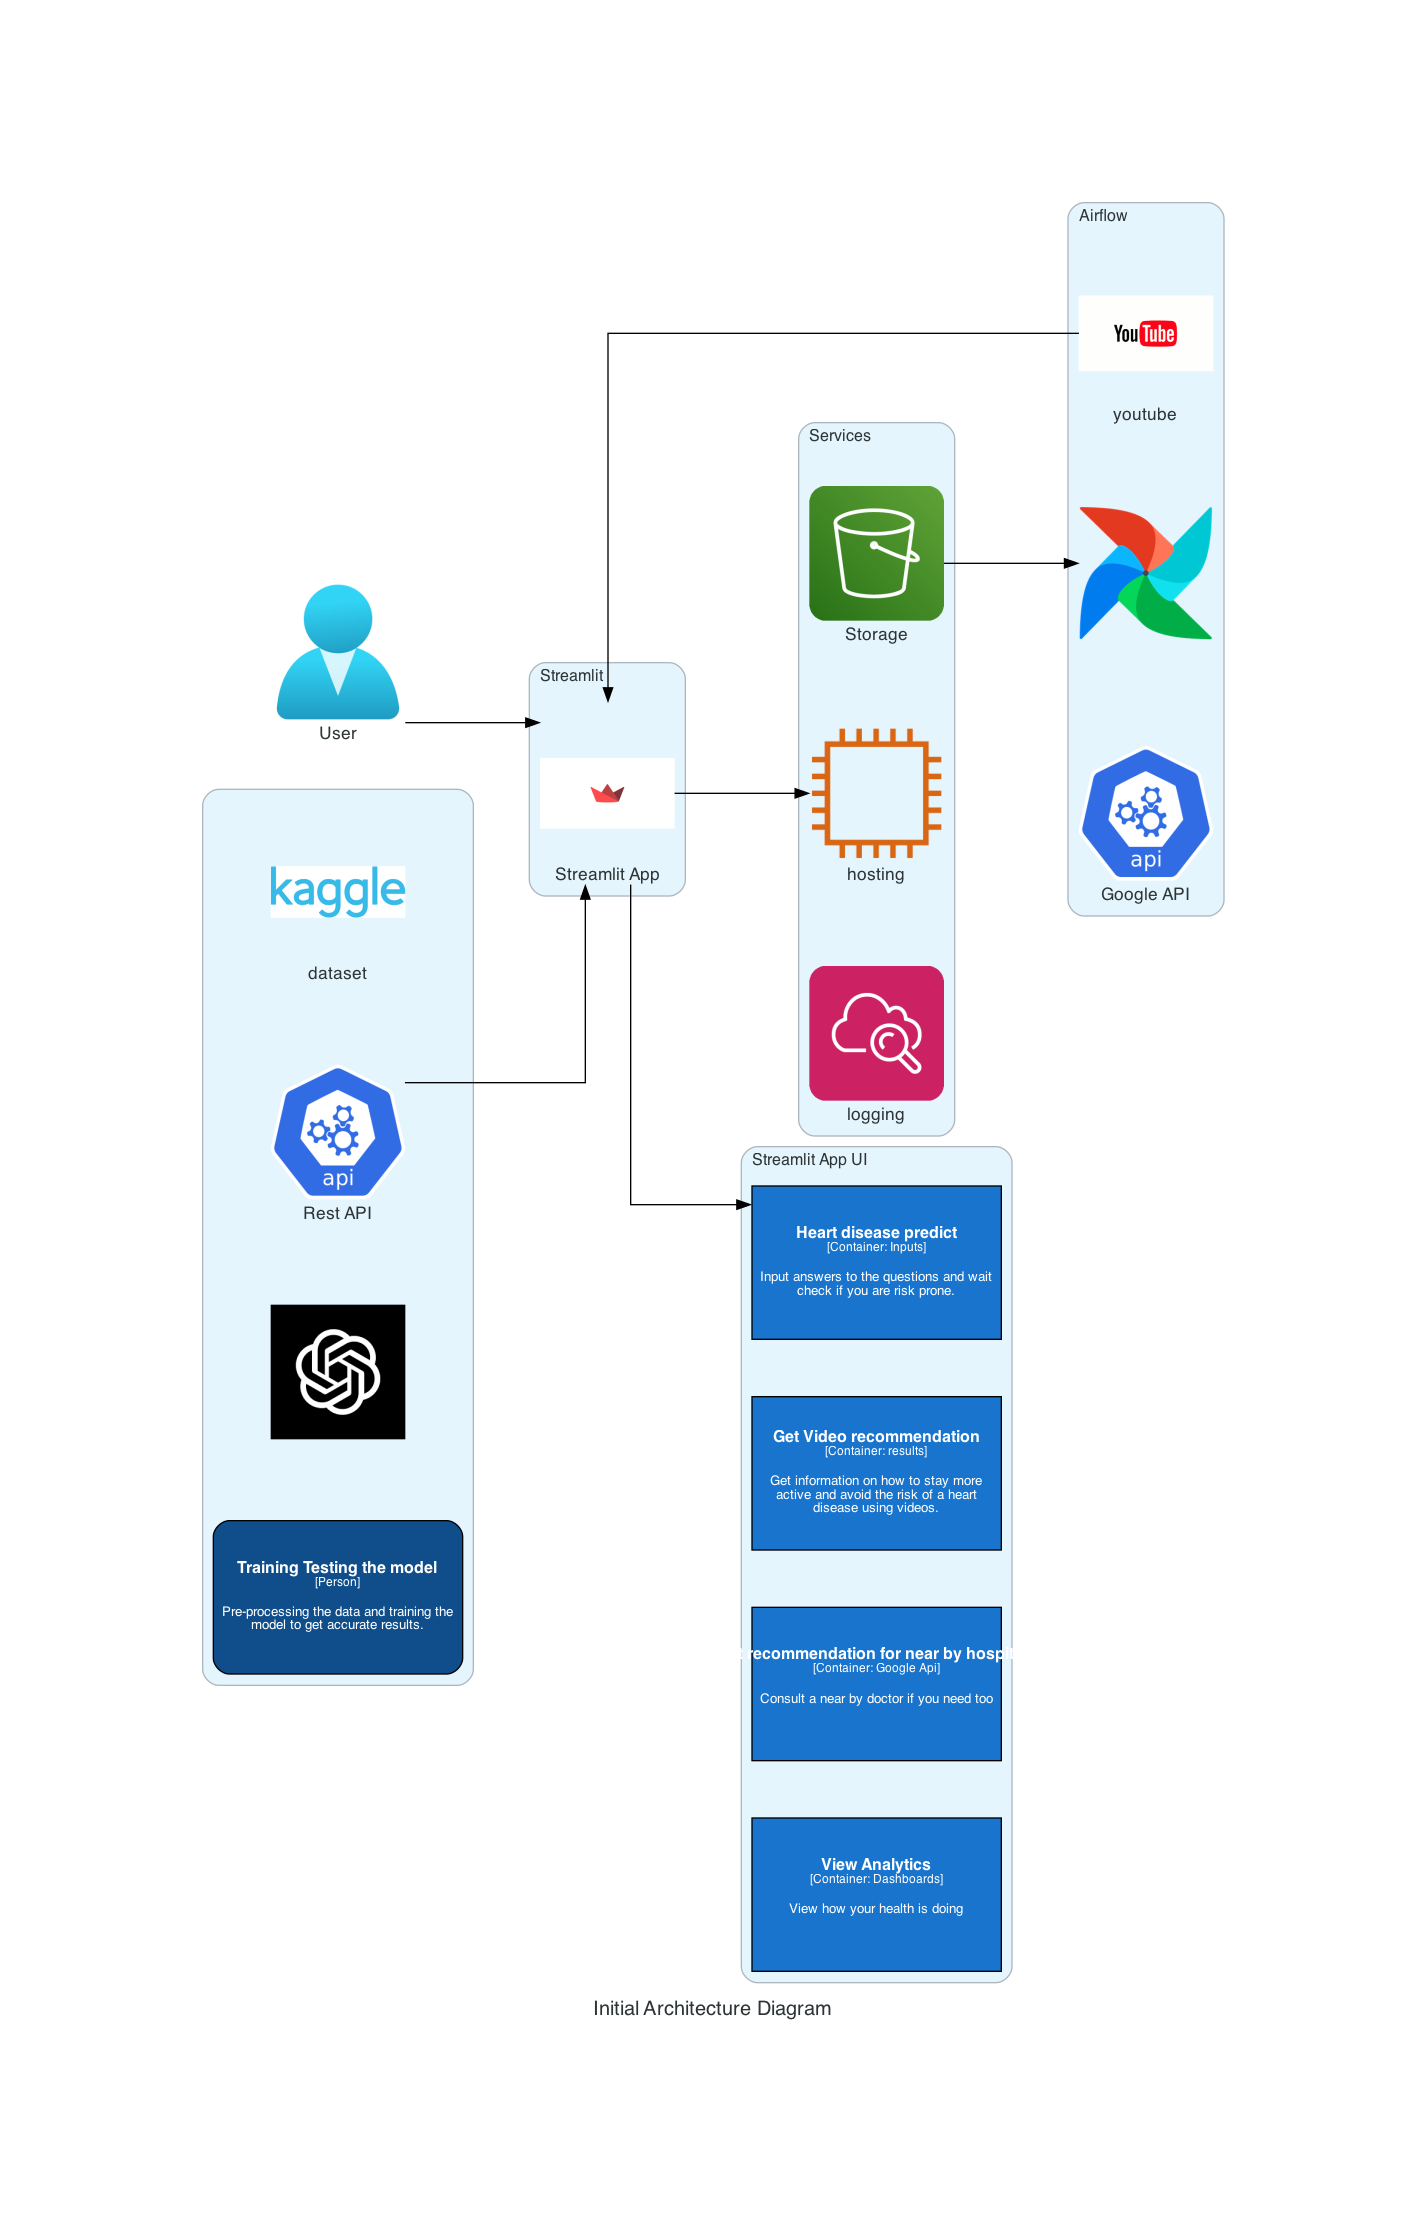 Airflow
YouTube
youtube
Services
Storage
User
Streamlit
Streamlit App
hosting
api
Google API
kaggle
dataset
logging
api
Rest API
Streamlit App UI
Heart disease predict
[Container: Inputs]
Input answers to the questions and wait
check if you are risk prone.
Get Video recommendation
[Container: results]
Get information on how to stay more
active and avoid the risk of a heart
disease using videos.
Training Testing the model
[Person]
Pre-processing the data and training the
model to get accurate results.
recommendation for near by
[Container: Google Api]
Consult a near by doctor if you need too
View Analytics
[Container: Dashboards]
View how your health is doing
Initial Architecture Diagram